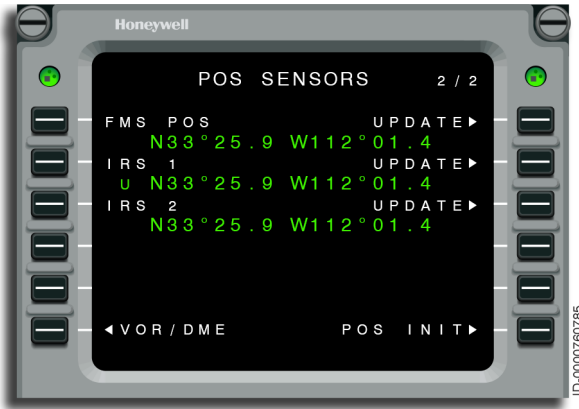 Honeywell
POS SENSORS 2 / 2
FMS POS UPDATE▶
N33°25.9 W112°01.4
IRS 1 UPDATE▶
U N33°25.9 W112°01.4
IRS 2 UPDATE▶
N33°25.9 W112°01.4
◀VOR/DME POS INIT▶
ID-0000760785